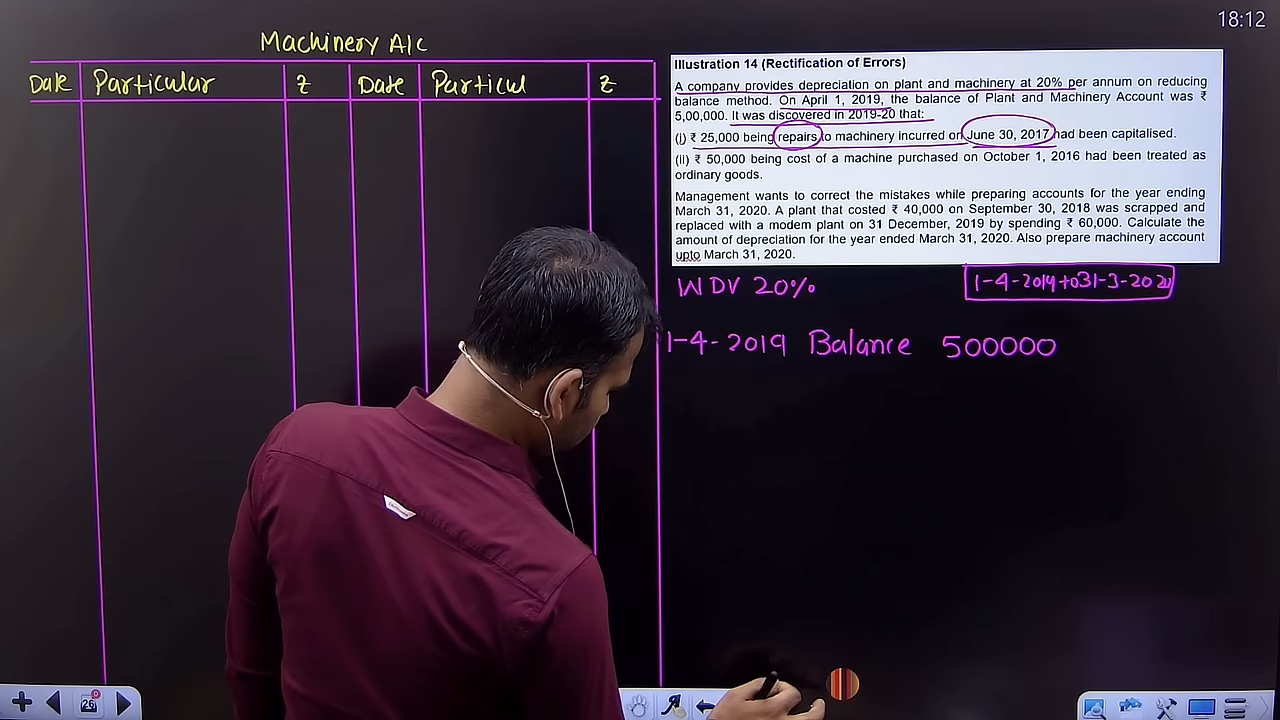 18:12
Machinery A/c
Date Particular ₹ Date Particul ₹
Illustration 14 (Rectification of Errors)
A company provides depreciation on plant and machinery at 20% per annum on reducing
balance method. On April 1, 2019, the balance of Plant and Machinery Account was ₹
5,00,000. It was discovered in 2019-20 that:
(i) ₹ 25,000 being repairs to machinery incurred on June 30, 2017 had been capitalised.
(ii) ₹ 50,000 being cost of a machine purchased on October 1, 2016 had been treated as
ordinary goods.
Management wants to correct the mistakes while preparing accounts for the year ending
March 31, 2020. A plant that costed ₹ 40,000 on September 30, 2018 was scrapped and
replaced with a modem plant on 31 December, 2019 by spending ₹ 60,000. Calculate the
amount of depreciation for the year ended March 31, 2020. Also prepare machinery account
upto March 31, 2020.
WDV 20% 1-4-2019 to 31-3-2020
1-4-2019 Balance 500000
26